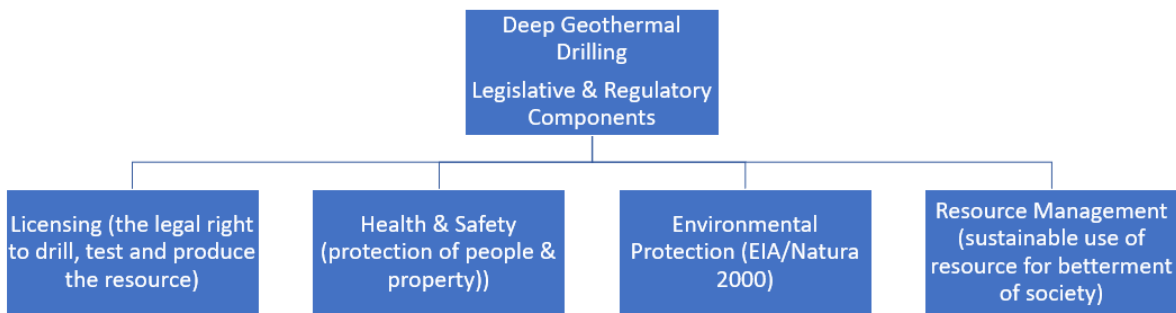 Deep Geothermal
Drilling
Legislative & Regulatory
Components
Licensing (the legal right
to drill, test and produce
the resource)
Health & Safety
(protection of people &
property))
Environmental
Protection (EIA/Natura
2000)
Resource Management
(sustainable use of
resource for betterment
of society)